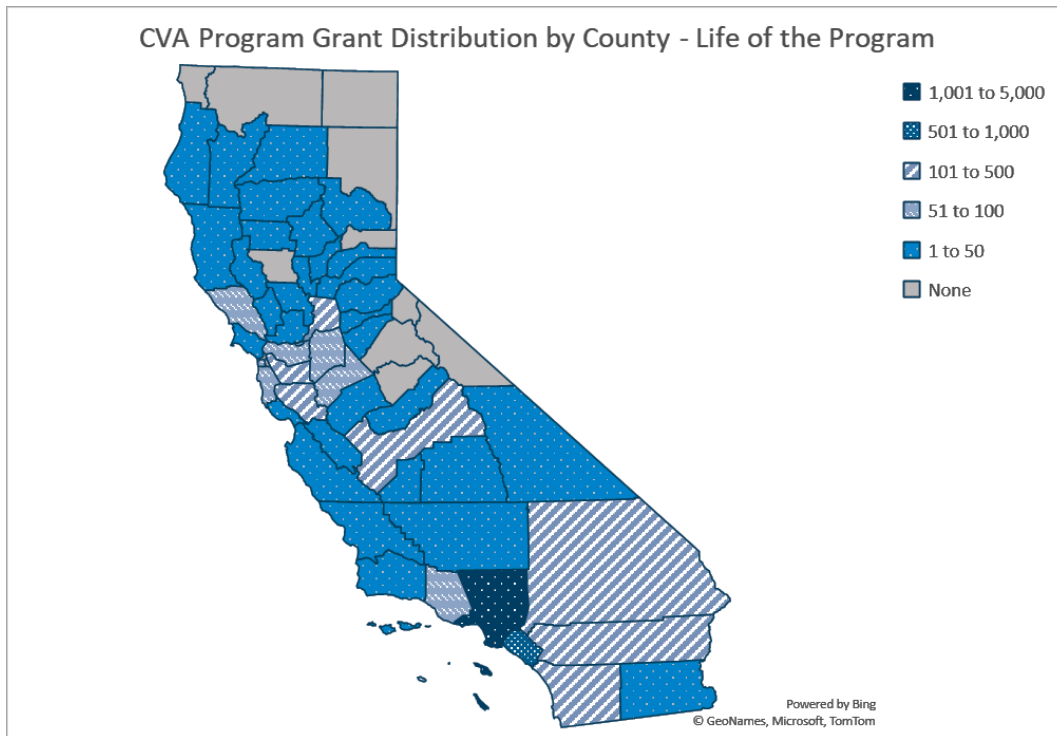 CVA Program Grant Distribution by County - Life of the Program
1,001 to 5,000
501 to 1,000
101 to 500
51 to 100
1 to 50
None
Powered by Bing
© GeoNames, Microsoft, TomTom